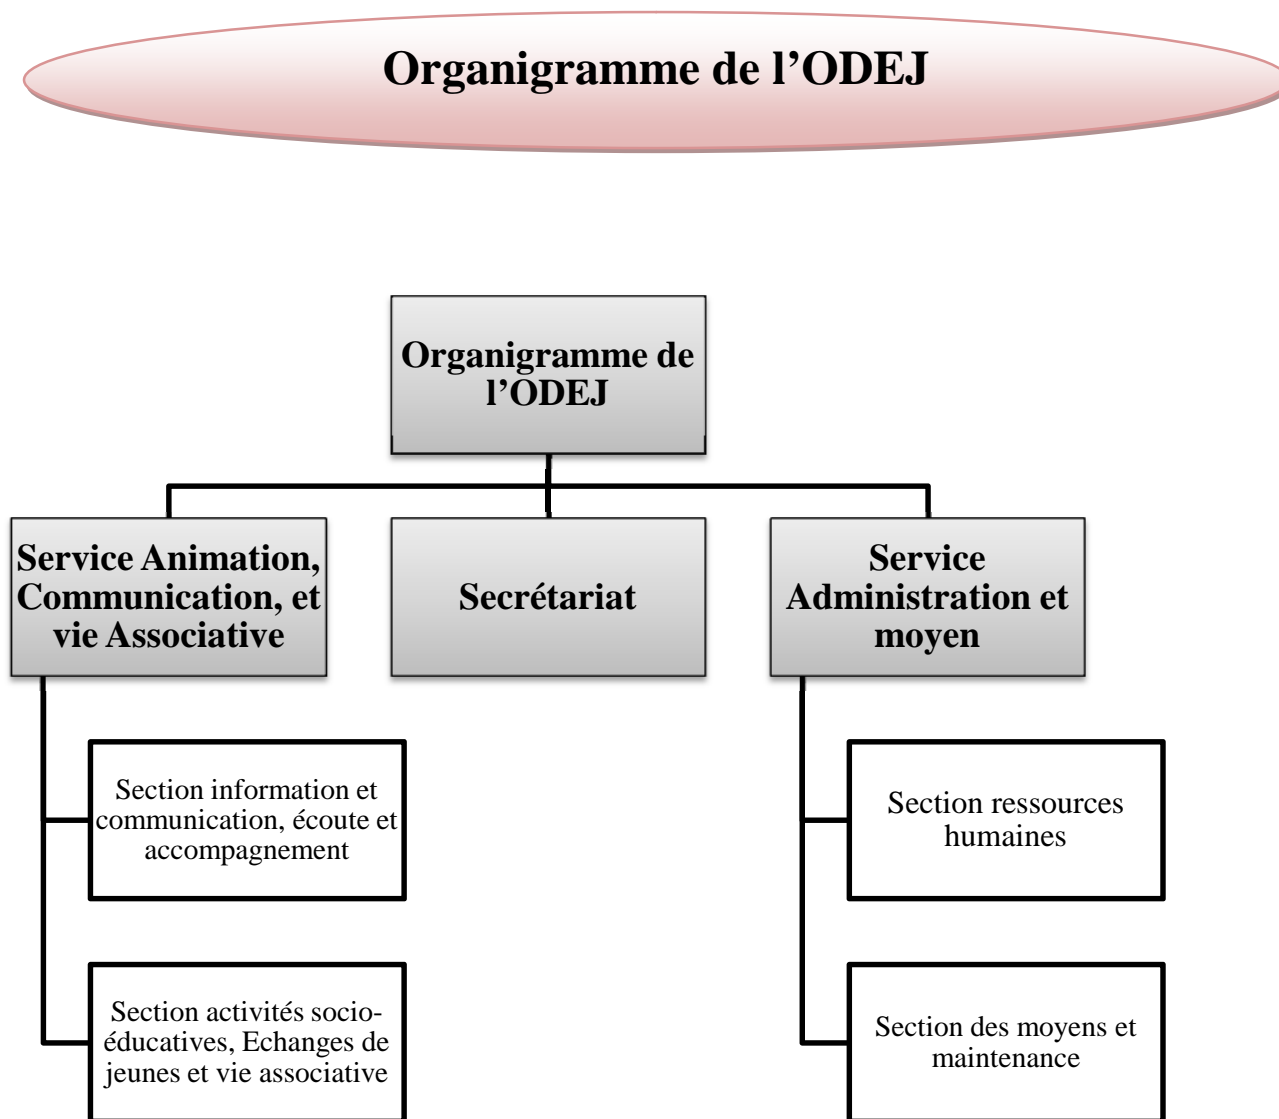 Organigramme de l’ODEJ
Organigramme de
l’ODEJ
Service Animation,
Communication, et
vie Associative
Secrétariat
Service
Administration et
moyen
Section information et
communication, écoute et
accompagnement
Section ressources
humaines
Section activités socio-
éducatives, Echanges de
jeunes et vie associative
Section des moyens et
maintenance